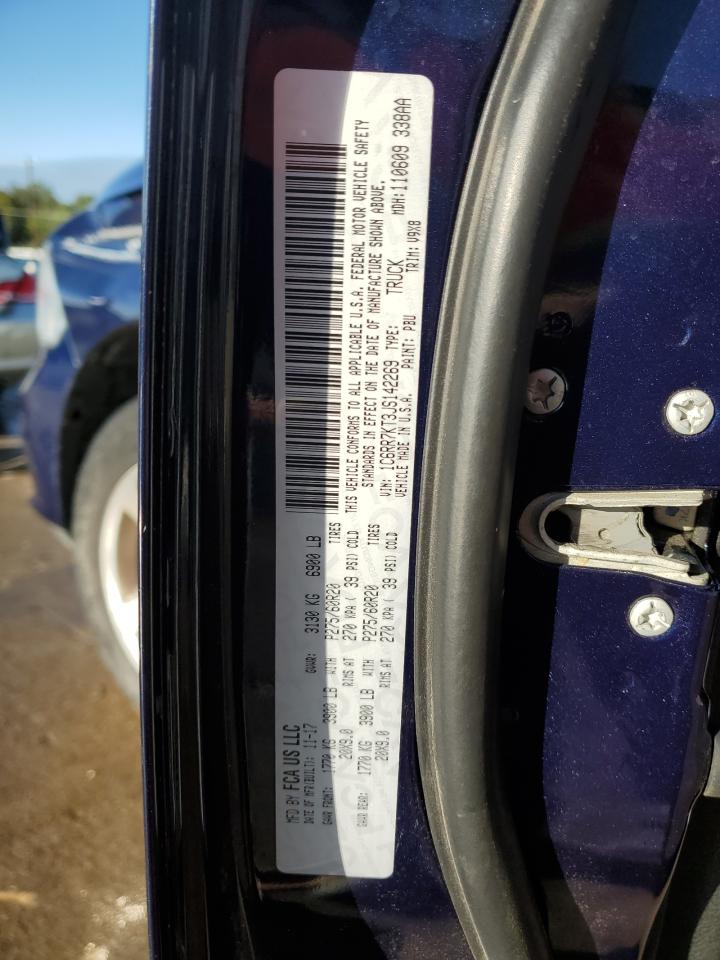 MFD BY FCA US LLC
DATE OF MFR(BUILT): 11-17 GVWR: 3130 KG 6900 LB
GAWR FRONT: 1770 KG 3900 LB WITH P275/60R20 TIRES
20X9.0 RIMS AT 270 KPA ( 39 PSI) COLD
GAWR REAR: 1770 KG 3900 LB WITH P275/60R20 TIRES
20X9.0 RIMS AT 270 KPA ( 39 PSI) COLD
THIS VEHICLE CONFORMS TO ALL APPLICABLE U.S.A. FEDERAL MOTOR VEHICLE SAFETY
STANDARDS IN EFFECT ON THE DATE OF MANUFACTURE SHOWN ABOVE.
VIN: 1C6RR7KT3JS142269 TYPE: TRUCK MDH:110609 338AA
VEHICLE MADE IN U.S.A. PAINT: PBU TRIM: V9X8